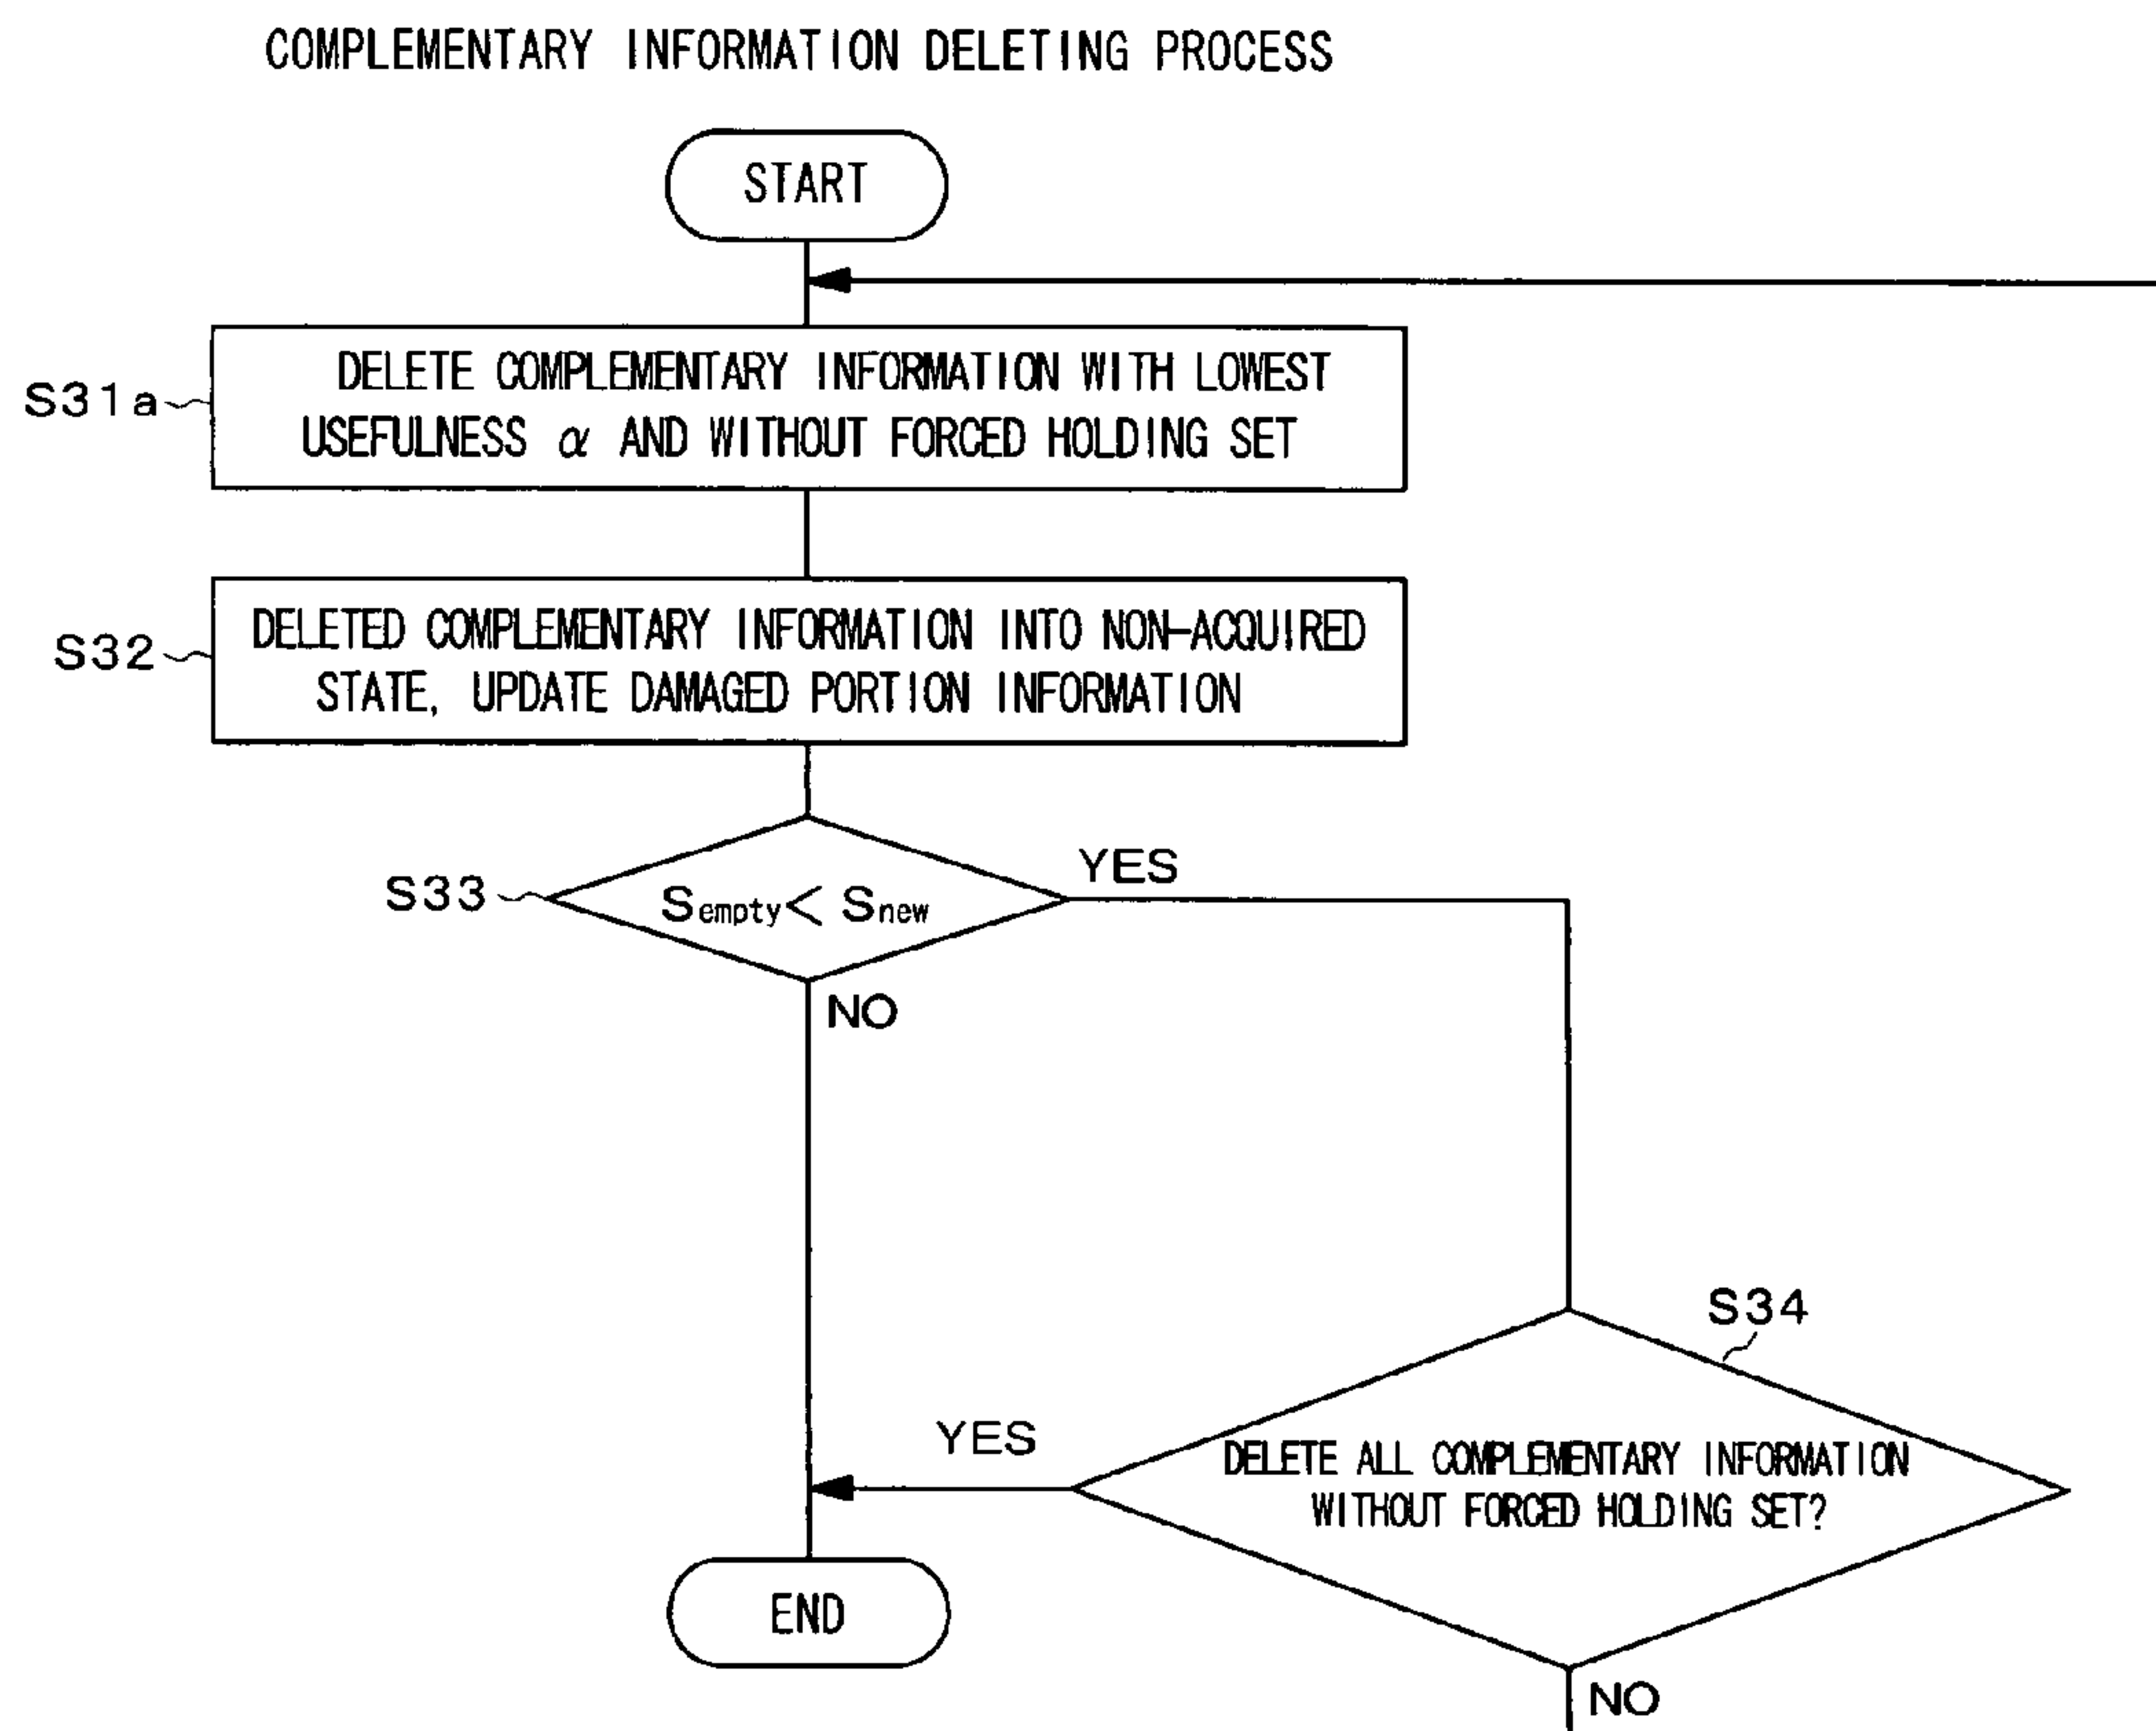 COMPLEMENTARY INFORMATION DELETING PROCESS
START
S31a
DELETE COMPLEMENTARY INFORMATION WITH LOWEST
USEFULNESS α AND WITHOUT FORCED HOLDING SET
S32
DELETED COMPLEMENTARY INFORMATION INTO NON-ACQUIRED
STATE, UPDATE DAMAGED PORTION INFORMATION
YES
S33
Sempty< Snew
NO
S34
YES
DELETE ALL COMPLEMENTARY INFORMATION
WITHOUT FORCED HOLDING SET?
END
NO